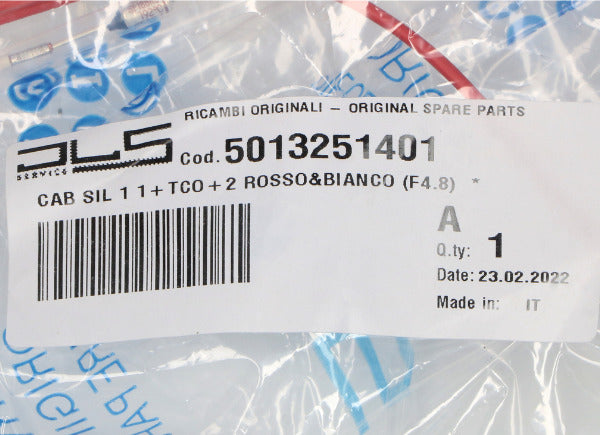 RICAMBI ORIGINALI – ORIGINAL SPARE PARTS
DLS
SERVICE
Cod. 5013251401
CAB SIL 1 1+TCO+2 ROSSO&BIANCO (F4.8) *
A
Q.ty: 1
Date: 23.02.2022
Made in: IT